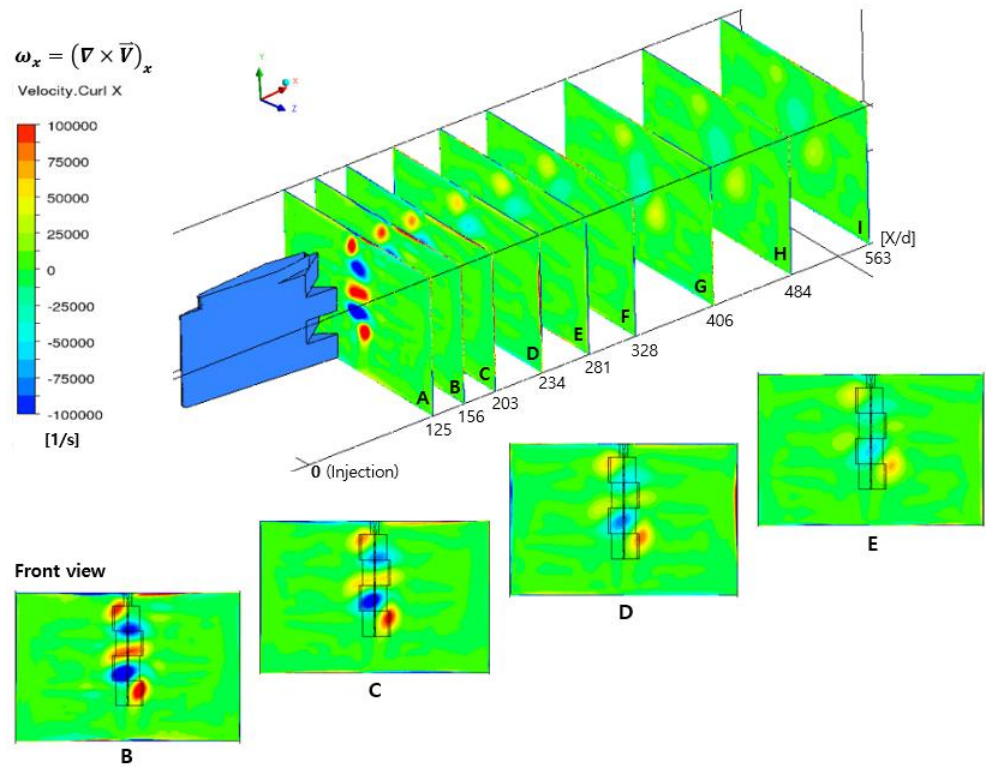 ω_x = (∇ × V⃗)_x
Velocity.Curl X
100000
75000
50000
25000
0
-25000
-50000
-75000
-100000
[1/s]
Y
X
Z
A
B
C
D
E
F
G
H
I
125
156
203
234
281
328
406
484
563
[X/d]
0 (Injection)
Front view
B
C
D
E